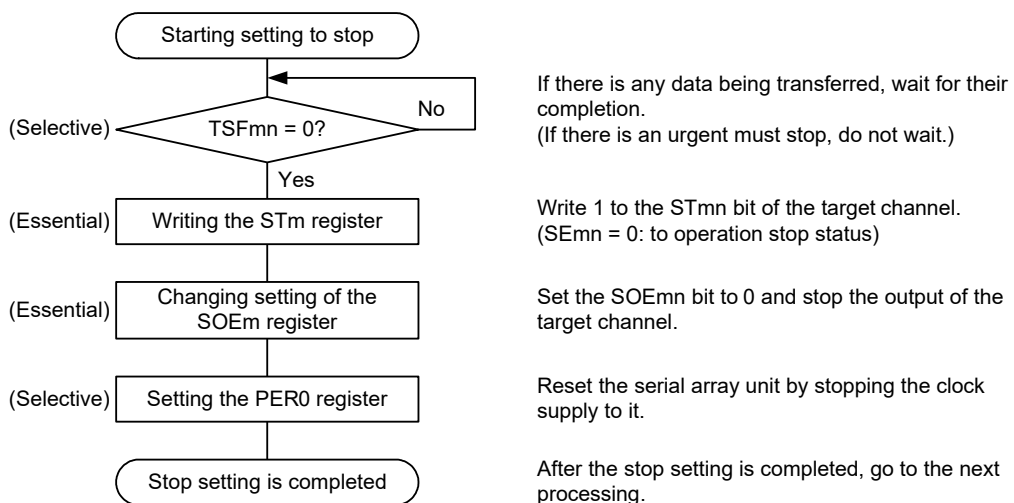 Starting setting to stop
If there is any data being transferred, wait for their
completion.
(If there is an urgent must stop, do not wait.)
No
(Selective)
TSFmn = 0?
Yes
(Essential)
Writing the STm register
Write 1 to the STmn bit of the target channel.
(SEmn = 0: to operation stop status)
(Essential)
Changing setting of the
SOEm register
Set the SOEmn bit to 0 and stop the output of the
target channel.
(Selective)
Setting the PER0 register
Reset the serial array unit by stopping the clock
supply to it.
Stop setting is completed
After the stop setting is completed, go to the next
processing.